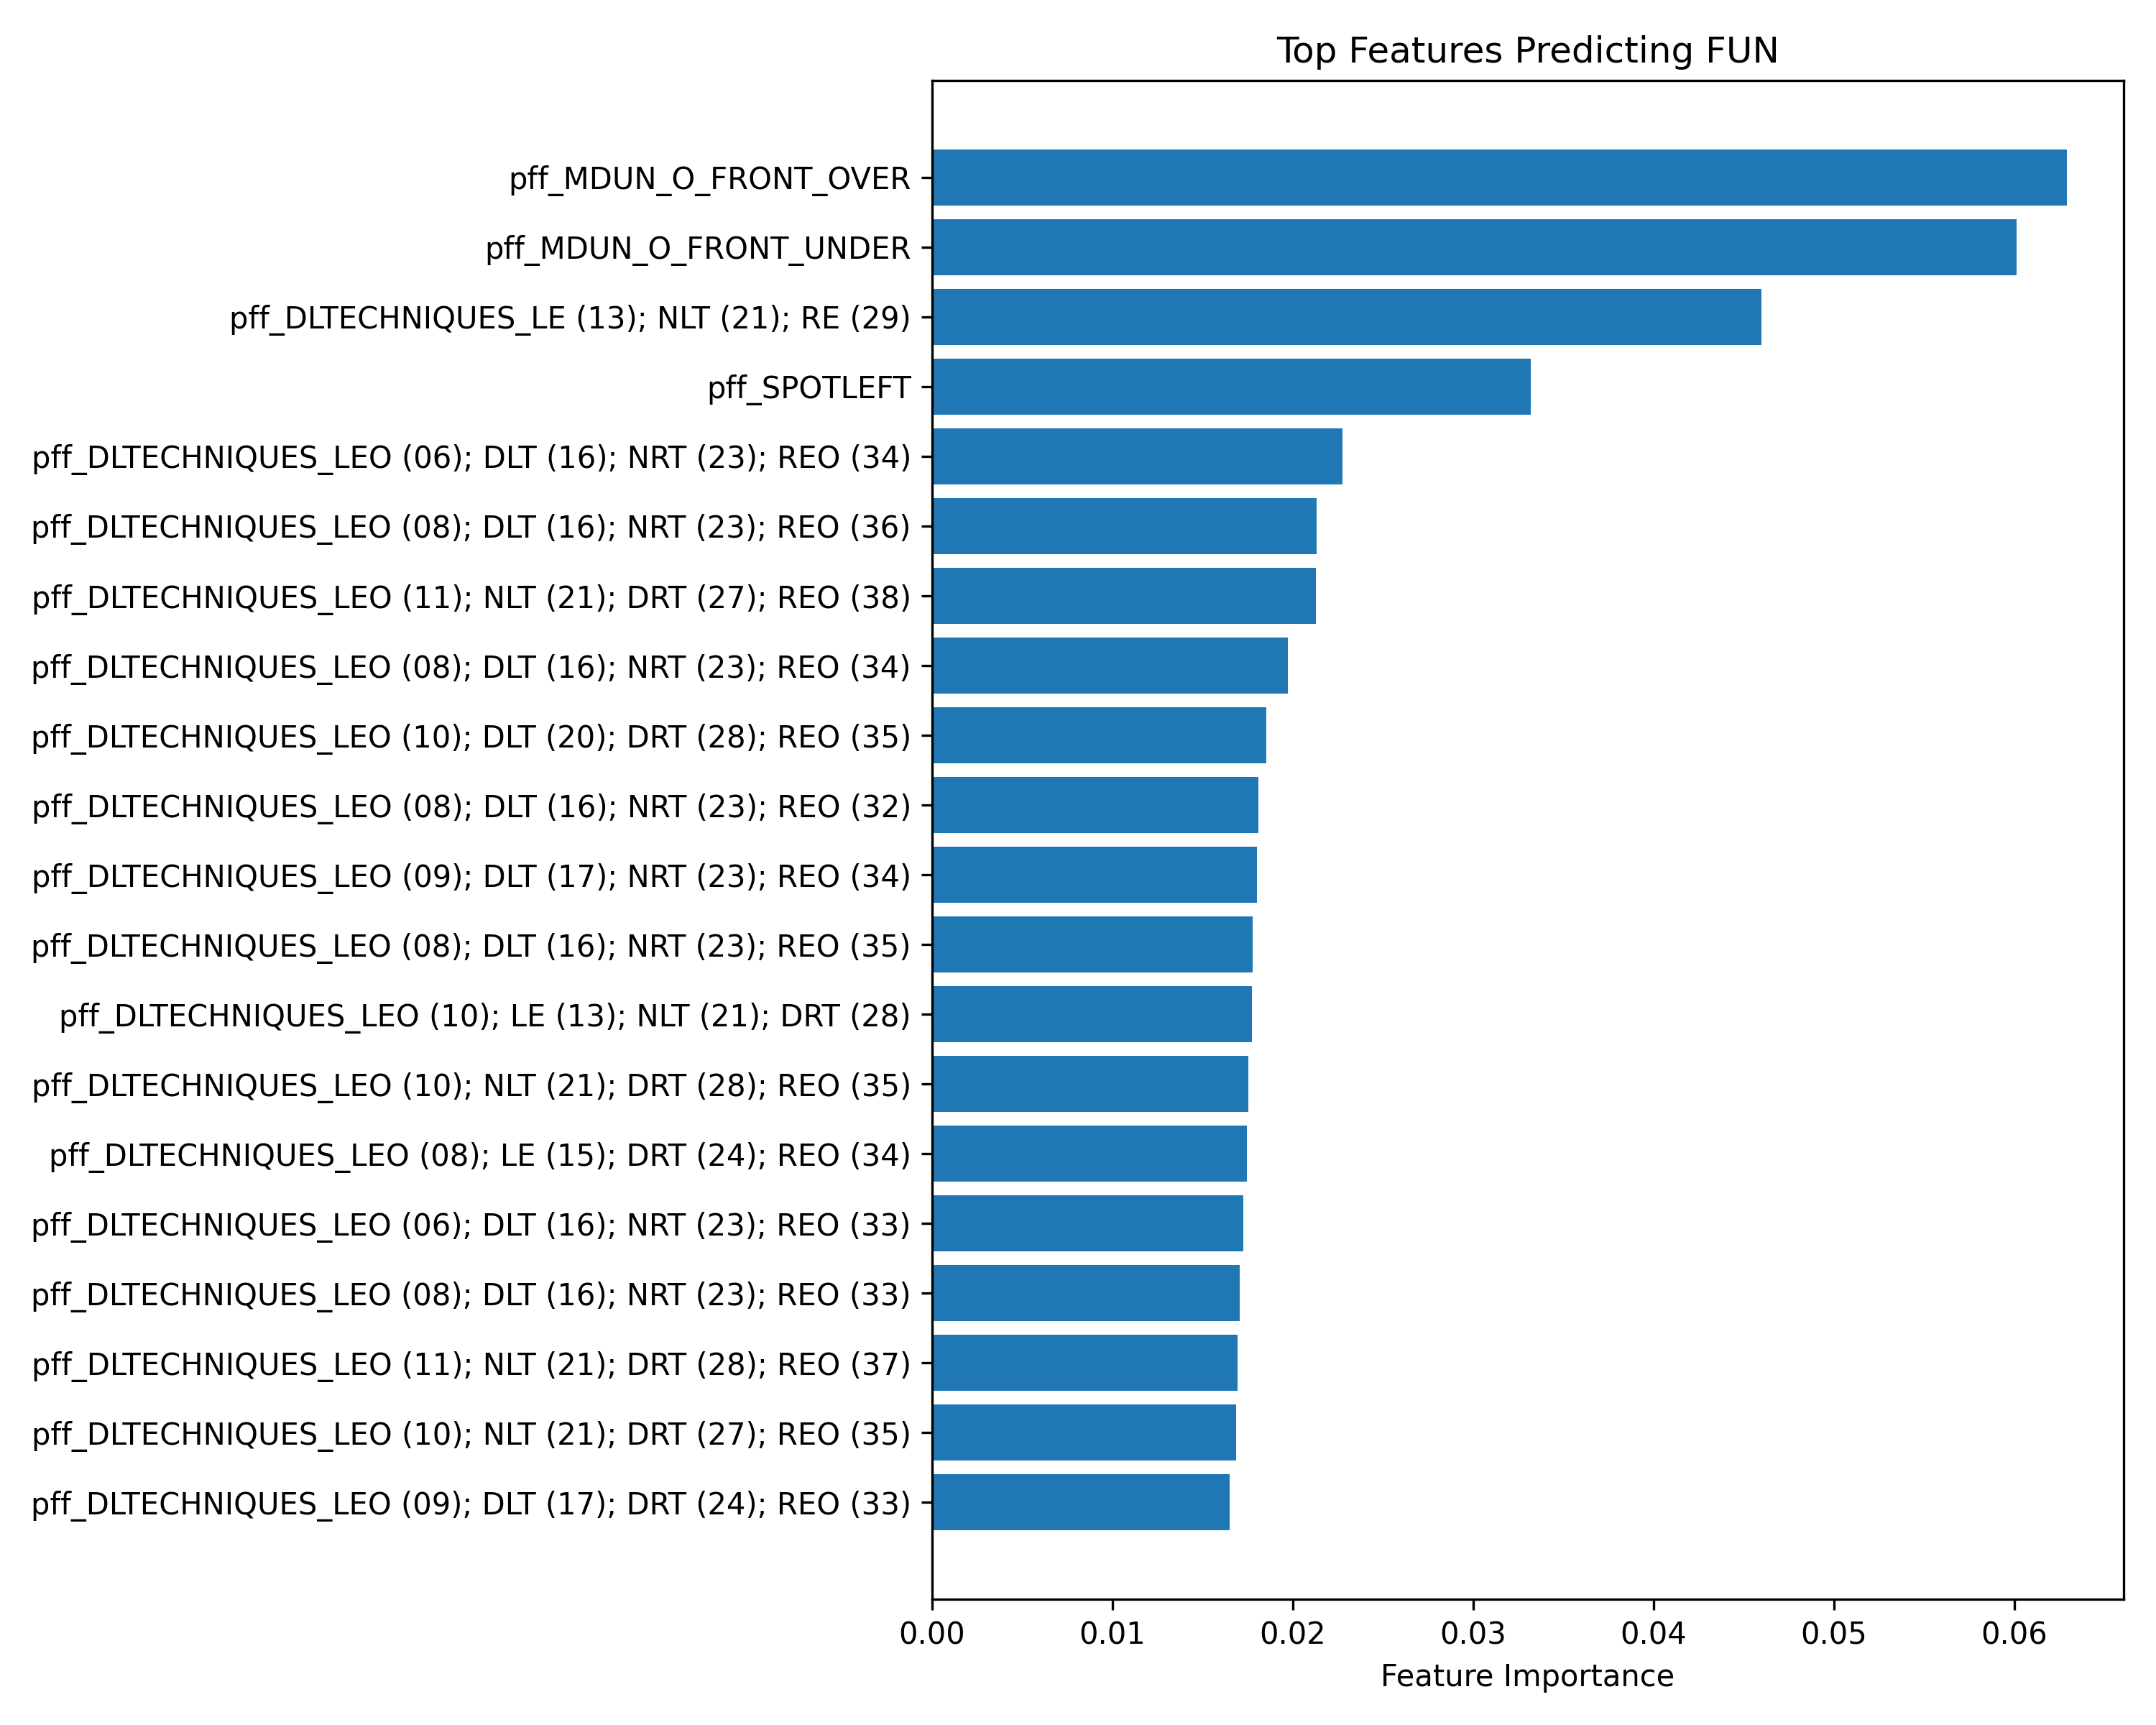 Top Features Predicting FUN
pff_MDUN_O_FRONT_OVER
pff_MDUN_O_FRONT_UNDER
pff_DLTECHNIQUES_LE (13); NLT (21); RE (29)
pff_SPOTLEFT
pff_DLTECHNIQUES_LEO (06); DLT (16); NRT (23); REO (34)
pff_DLTECHNIQUES_LEO (08); DLT (16); NRT (23); REO (36)
pff_DLTECHNIQUES_LEO (11); NLT (21); DRT (27); REO (38)
pff_DLTECHNIQUES_LEO (08); DLT (16); NRT (23); REO (34)
pff_DLTECHNIQUES_LEO (10); DLT (20); DRT (28); REO (35)
pff_DLTECHNIQUES_LEO (08); DLT (16); NRT (23); REO (32)
pff_DLTECHNIQUES_LEO (09); DLT (17); NRT (23); REO (34)
pff_DLTECHNIQUES_LEO (08); DLT (16); NRT (23); REO (35)
pff_DLTECHNIQUES_LEO (10); LE (13); NLT (21); DRT (28)
pff_DLTECHNIQUES_LEO (10); NLT (21); DRT (28); REO (35)
pff_DLTECHNIQUES_LEO (08); LE (15); DRT (24); REO (34)
pff_DLTECHNIQUES_LEO (06); DLT (16); NRT (23); REO (33)
pff_DLTECHNIQUES_LEO (08); DLT (16); NRT (23); REO (33)
pff_DLTECHNIQUES_LEO (11); NLT (21); DRT (28); REO (37)
pff_DLTECHNIQUES_LEO (10); NLT (21); DRT (27); REO (35)
pff_DLTECHNIQUES_LEO (09); DLT (17); DRT (24); REO (33)
0.00 0.01 0.02 0.03 0.04 0.05 0.06
Feature Importance